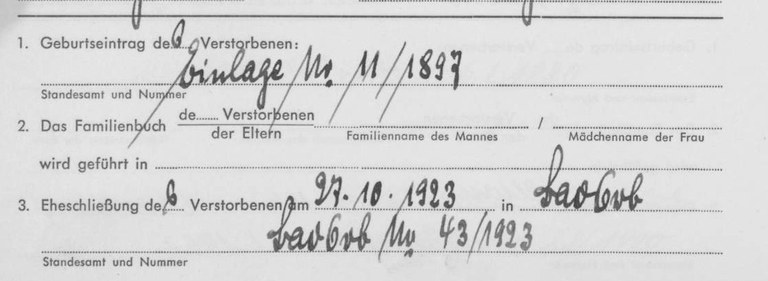 1. Geburtseintrag des Verstorbenen:
Einlage No 11/1897
Standesamt und Nummer
2. Das Familienbuch de...... Verstorbenen
der Eltern
/
Familienname des Mannes Mädchenname der Frau
wird geführt in
3. Eheschließung des Verstorbenen am 27.10.1923 in Bad Orb
Bad Orb No 43/1923
Standesamt und Nummer